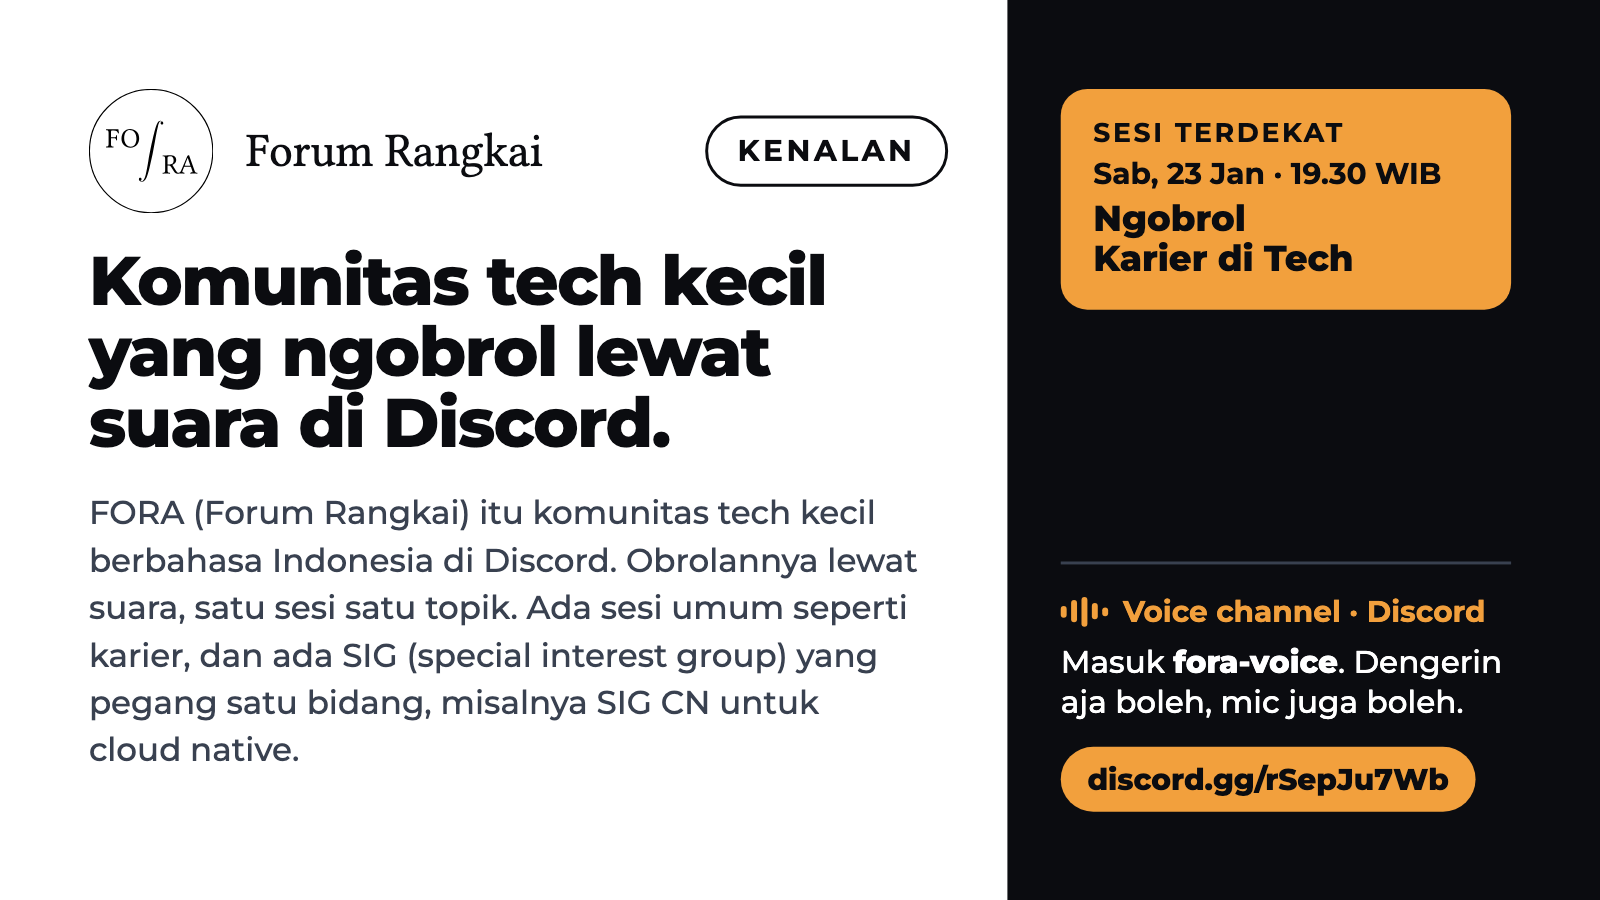 FO
RA
Forum Rangkai
KENALAN
Komunitas tech kecil
yang ngobrol lewat
suara di Discord.
FORA (Forum Rangkai) itu komunitas tech kecil
berbahasa Indonesia di Discord. Obrolannya lewat
suara, satu sesi satu topik. Ada sesi umum seperti
karier, dan ada SIG (special interest group) yang
pegang satu bidang, misalnya SIG CN untuk
cloud native.
SESI TERDEKAT
Sab, 23 Jan · 19.30 WIB
Ngobrol
Karier di Tech
Voice channel · Discord
Masuk fora-voice. Dengerin
aja boleh, mic juga boleh.
discord.gg/rSepJu7Wb